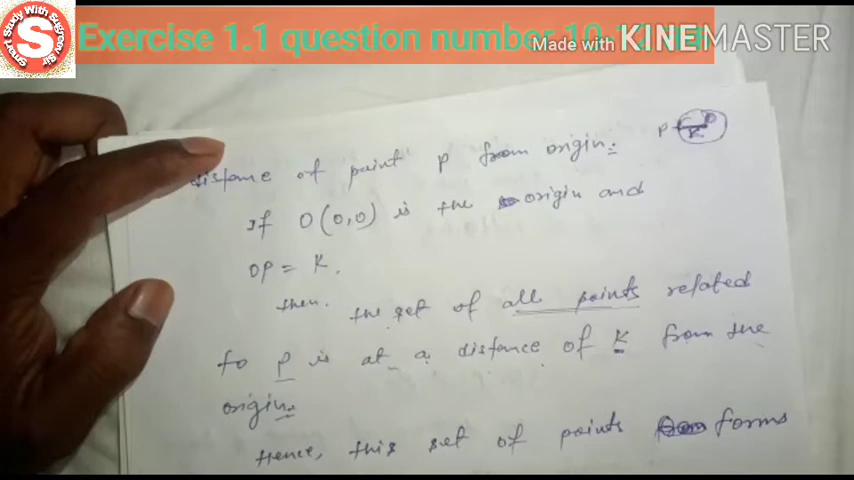 Smart Study With Sugreev Sir
S
Exercise 1.1 question number 10
Made with KINEMASTER
distance of point P from origin.
P K P
If O(0,0) is the origin and
OP = K.
then. the set of all points related
to P is at a distance of K from the
origin.
Hence, this set of points forms